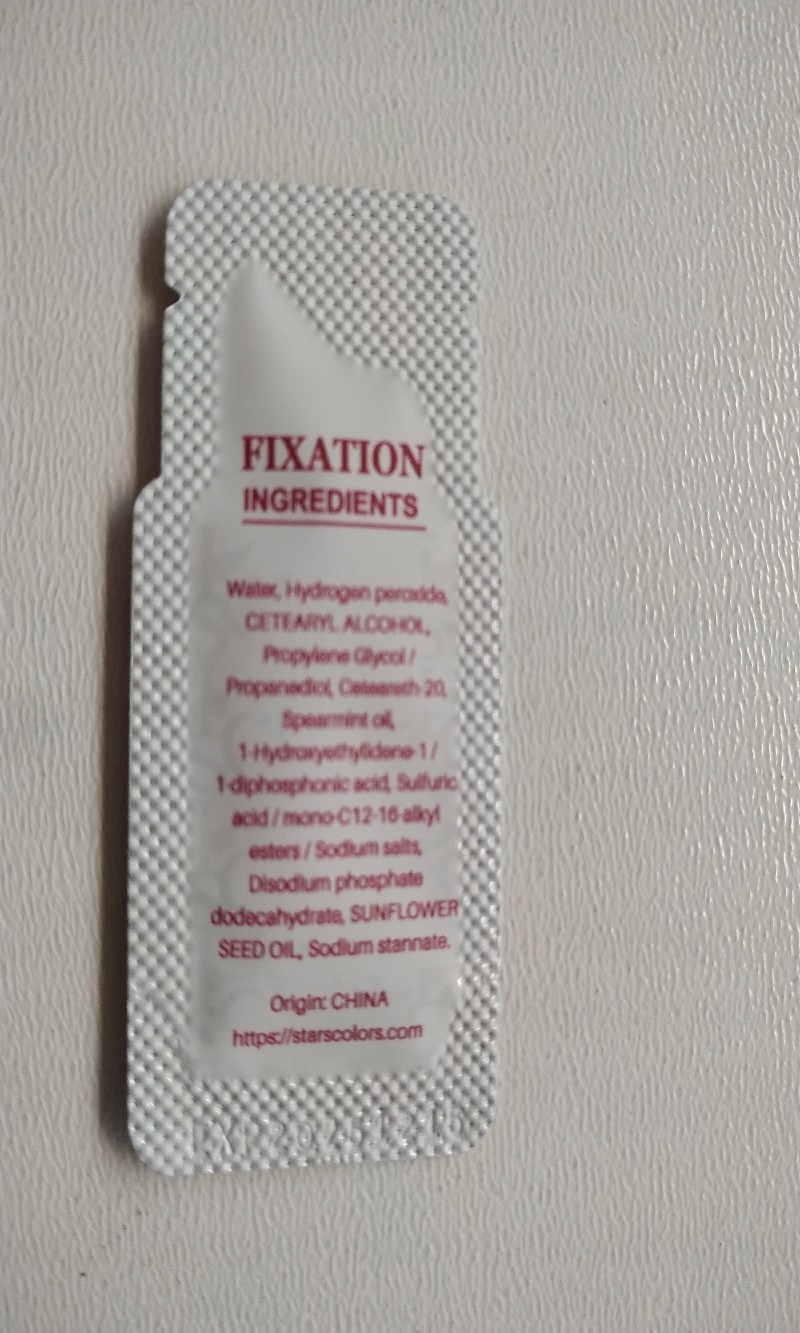 FIXATION
INGREDIENTS
Water, Hydrogen peroxide,
CETEARYL ALCOHOL,
Propylene Glycol /
Propanediol, Ceteareth-20,
Spearmint oil,
1-Hydroxyethylidene-1 /
1-diphosphonic acid, Sulfuric
acid / mono-C12-16-alkyl
esters / Sodium salts,
Disodium phosphate
dodecahydrate, SUNFLOWER
SEED OIL, Sodium stannate.
Origin: CHINA
https://starscolors.com